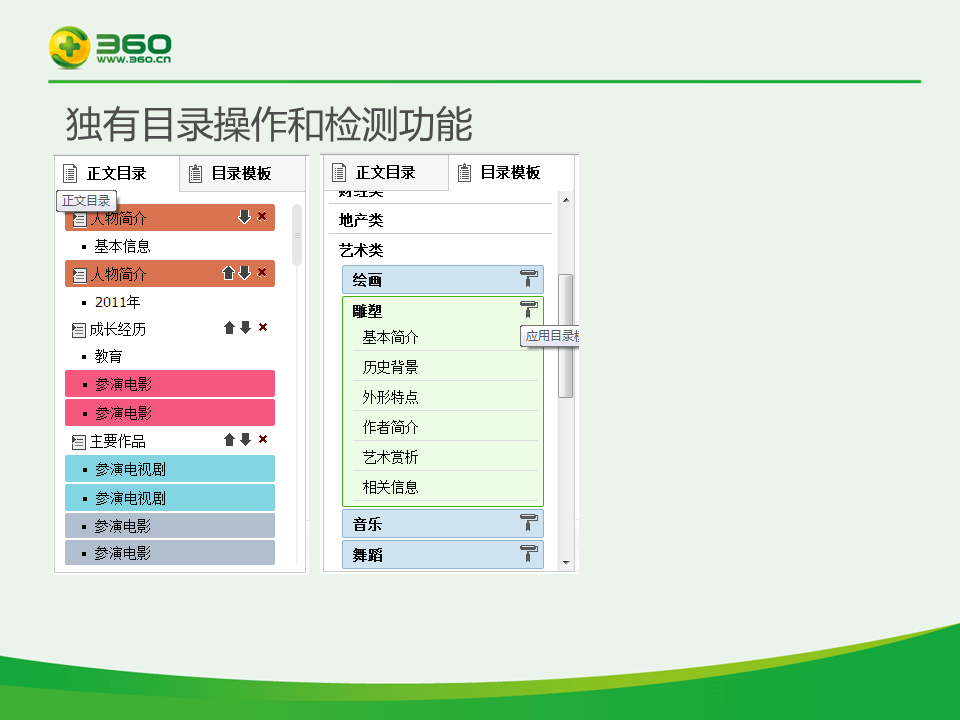 360
www.360.cn
独有目录操作和检测功能
正文目录
目录模板
正文目录
人物简介
基本信息
人物简介
2011年
成长经历
教育
参演电影
参演电影
主要作品
参演电视剧
参演电视剧
参演电影
参演电影
正文目录
目录模板
财经类
地产类
艺术类
绘画
雕塑
应用目录
基本简介
历史背景
外形特点
作者简介
艺术赏析
相关信息
音乐
舞蹈